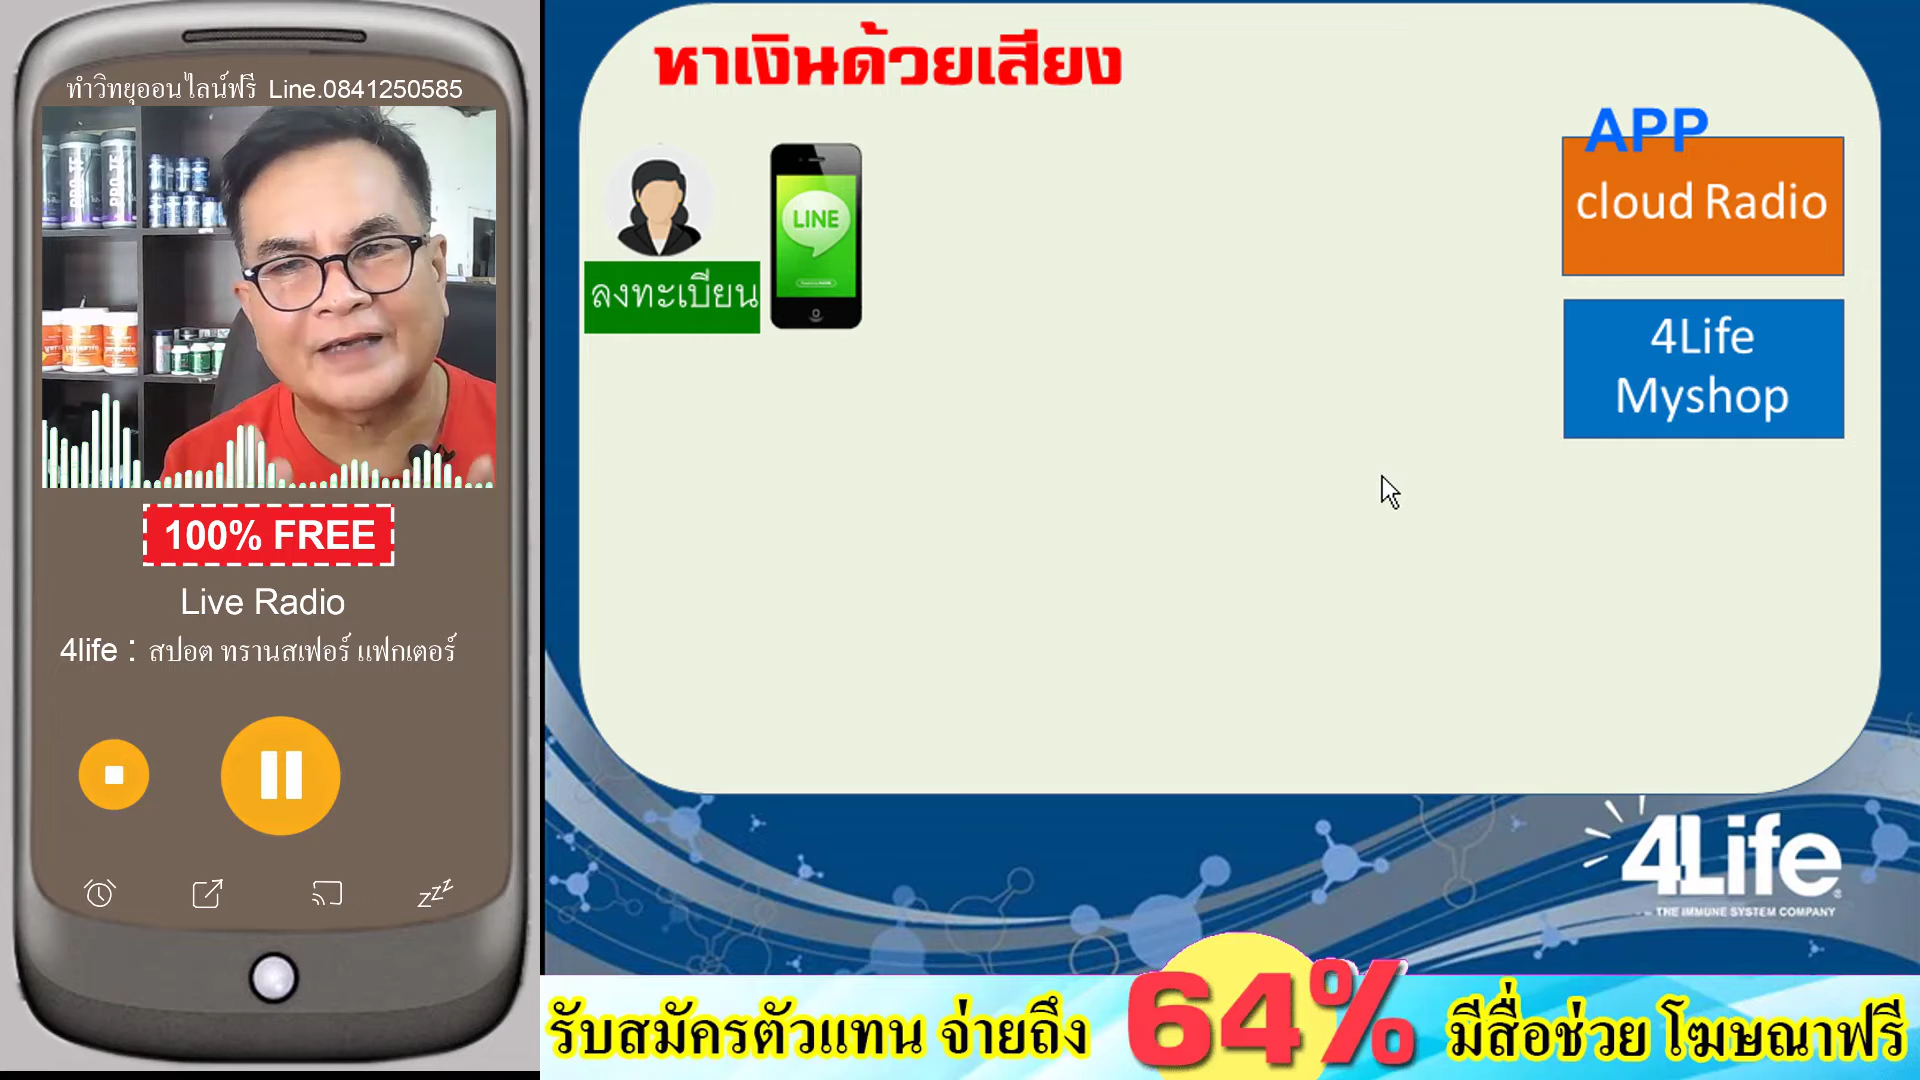 ทำวิทยุออนไลน์ฟรี Line.0841250585
PRO-TF
PRO-TF
100% FREE
Live Radio
4life : สปอต ทรานสเฟอร์ แฟกเตอร์
zzz
หาเงินด้วยเสียง
LINE
ลงทะเบียน
APP
cloud Radio
4Life
Myshop
4Life
THE IMMUNE SYSTEM COMPANY
รับสมัครตัวแทน จ่ายถึง 64% มีสื่อช่วย โฆษณาฟรี